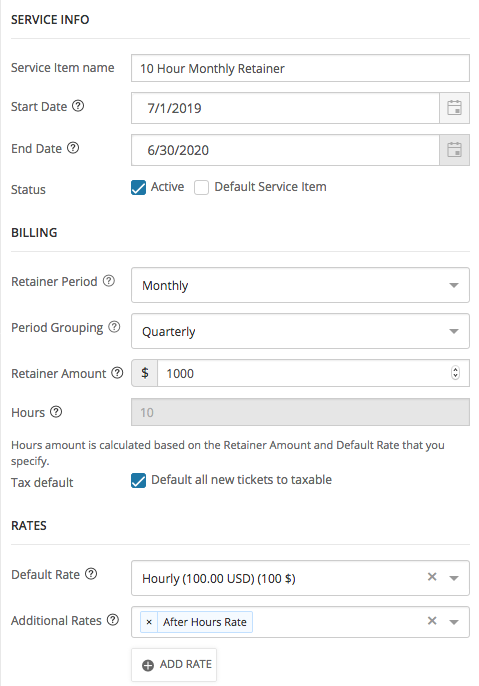 SERVICE INFO
Service Item name 10 Hour Monthly Retainer
Start Date ? 7/1/2019
End Date ? 6/30/2020
Status Active Default Service Item
BILLING
Retainer Period ? Monthly
Period Grouping ? Quarterly
Retainer Amount ? $ 1000
Hours ? 10
Hours amount is calculated based on the Retainer Amount and Default Rate that you
specify.
Tax default Default all new tickets to taxable
RATES
Default Rate ? Hourly (100.00 USD) (100 $) ×
Additional Rates ? × After Hours Rate ×
ADD RATE